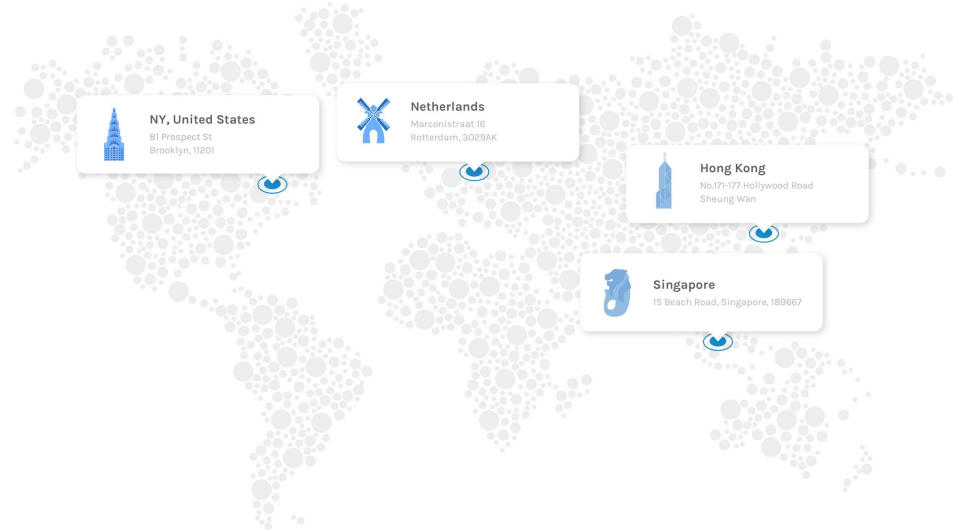 NY, United States
81 Prospect St
Brooklyn, 11201
Netherlands
Marconistraat 16
Rotterdam, 3029AK
Hong Kong
No.171-177 Hollywood Road
Sheung Wan
Singapore
15 Beach Road, Singapore, 189667